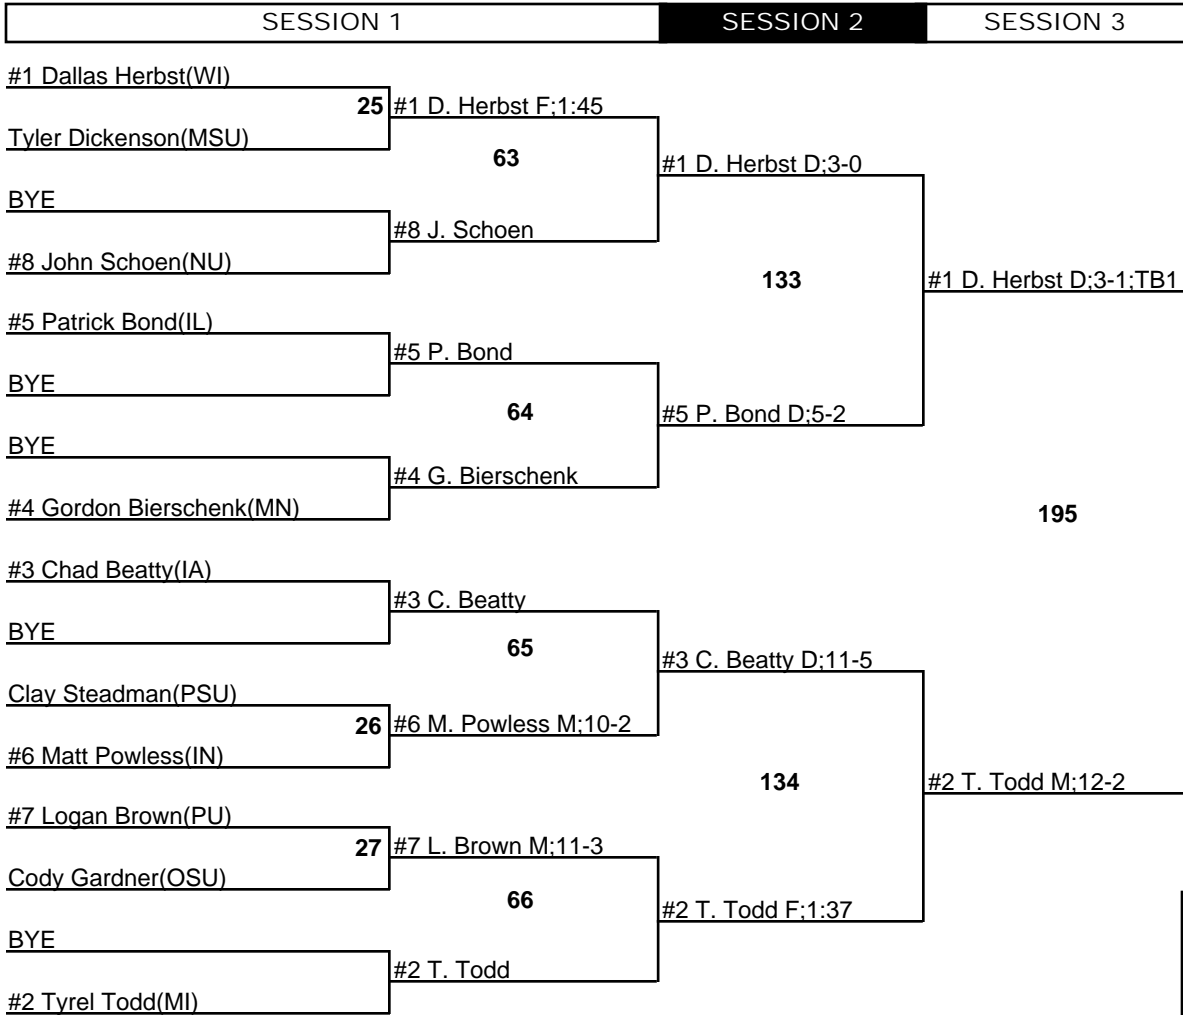 SESSION 1
SESSION 2
SESSION 3
#1 Dallas Herbst(WI)
25
#1 D. Herbst F;1:45
Tyler Dickenson(MSU)
63
#1 D. Herbst D;3-0
BYE
#8 J. Schoen
#8 John Schoen(NU)
133
#1 D. Herbst D;3-1;TB1
#5 Patrick Bond(IL)
#5 P. Bond
BYE
64
#5 P. Bond D;5-2
BYE
#4 G. Bierschenk
#4 Gordon Bierschenk(MN)
195
#3 Chad Beatty(IA)
#3 C. Beatty
BYE
65
#3 C. Beatty D;11-5
Clay Steadman(PSU)
26
#6 M. Powless M;10-2
#6 Matt Powless(IN)
134
#2 T. Todd M;12-2
#7 Logan Brown(PU)
27
#7 L. Brown M;11-3
Cody Gardner(OSU)
66
#2 T. Todd F;1:37
BYE
#2 T. Todd
#2 Tyrel Todd(MI)